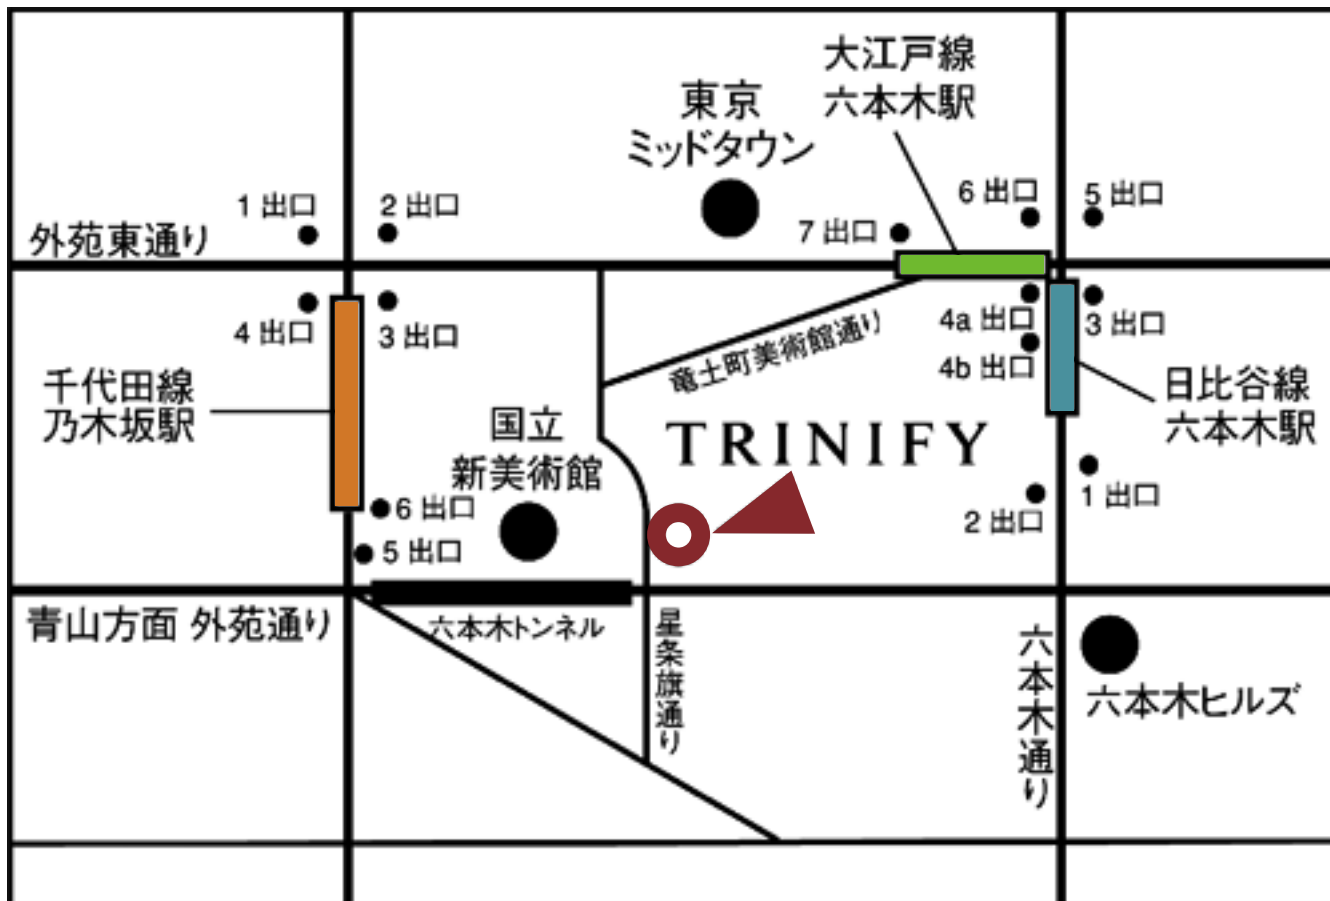 大江戸線
六本木駅
東京
ミッドタウン
1 出口
2 出口
6 出口
5 出口
7 出口
外苑東通り
4 出口
3 出口
4a 出口
3 出口
4b 出口
竜土町美術館通り
千代田線
乃木坂駅
日比谷線
六本木駅
国立
新美術館
TRINIFY
6 出口
5 出口
1 出口
2 出口
青山方面 外苑通り
六本木トンネル
星条旗通り
六本木通り
六本木ヒルズ